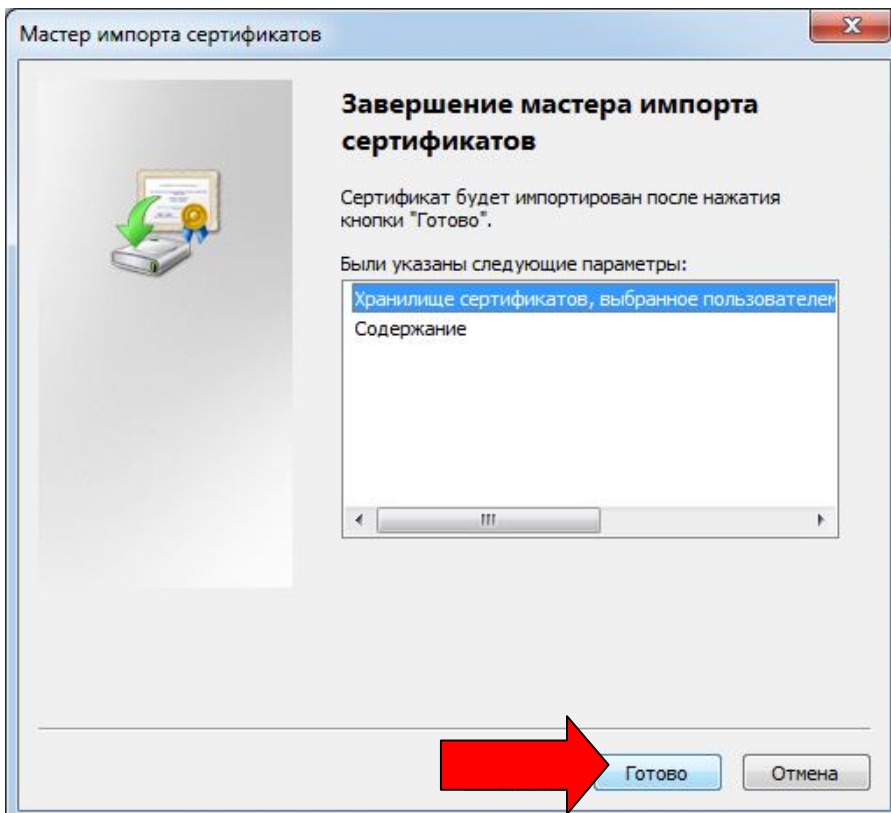 Мастер импорта сертификатов
Завершение мастера импорта
сертификатов
Сертификат будет импортирован после нажатия
кнопки "Готово".
Были указаны следующие параметры:
Хранилище сертификатов, выбранное пользователем
Содержание
Готово
Отмена